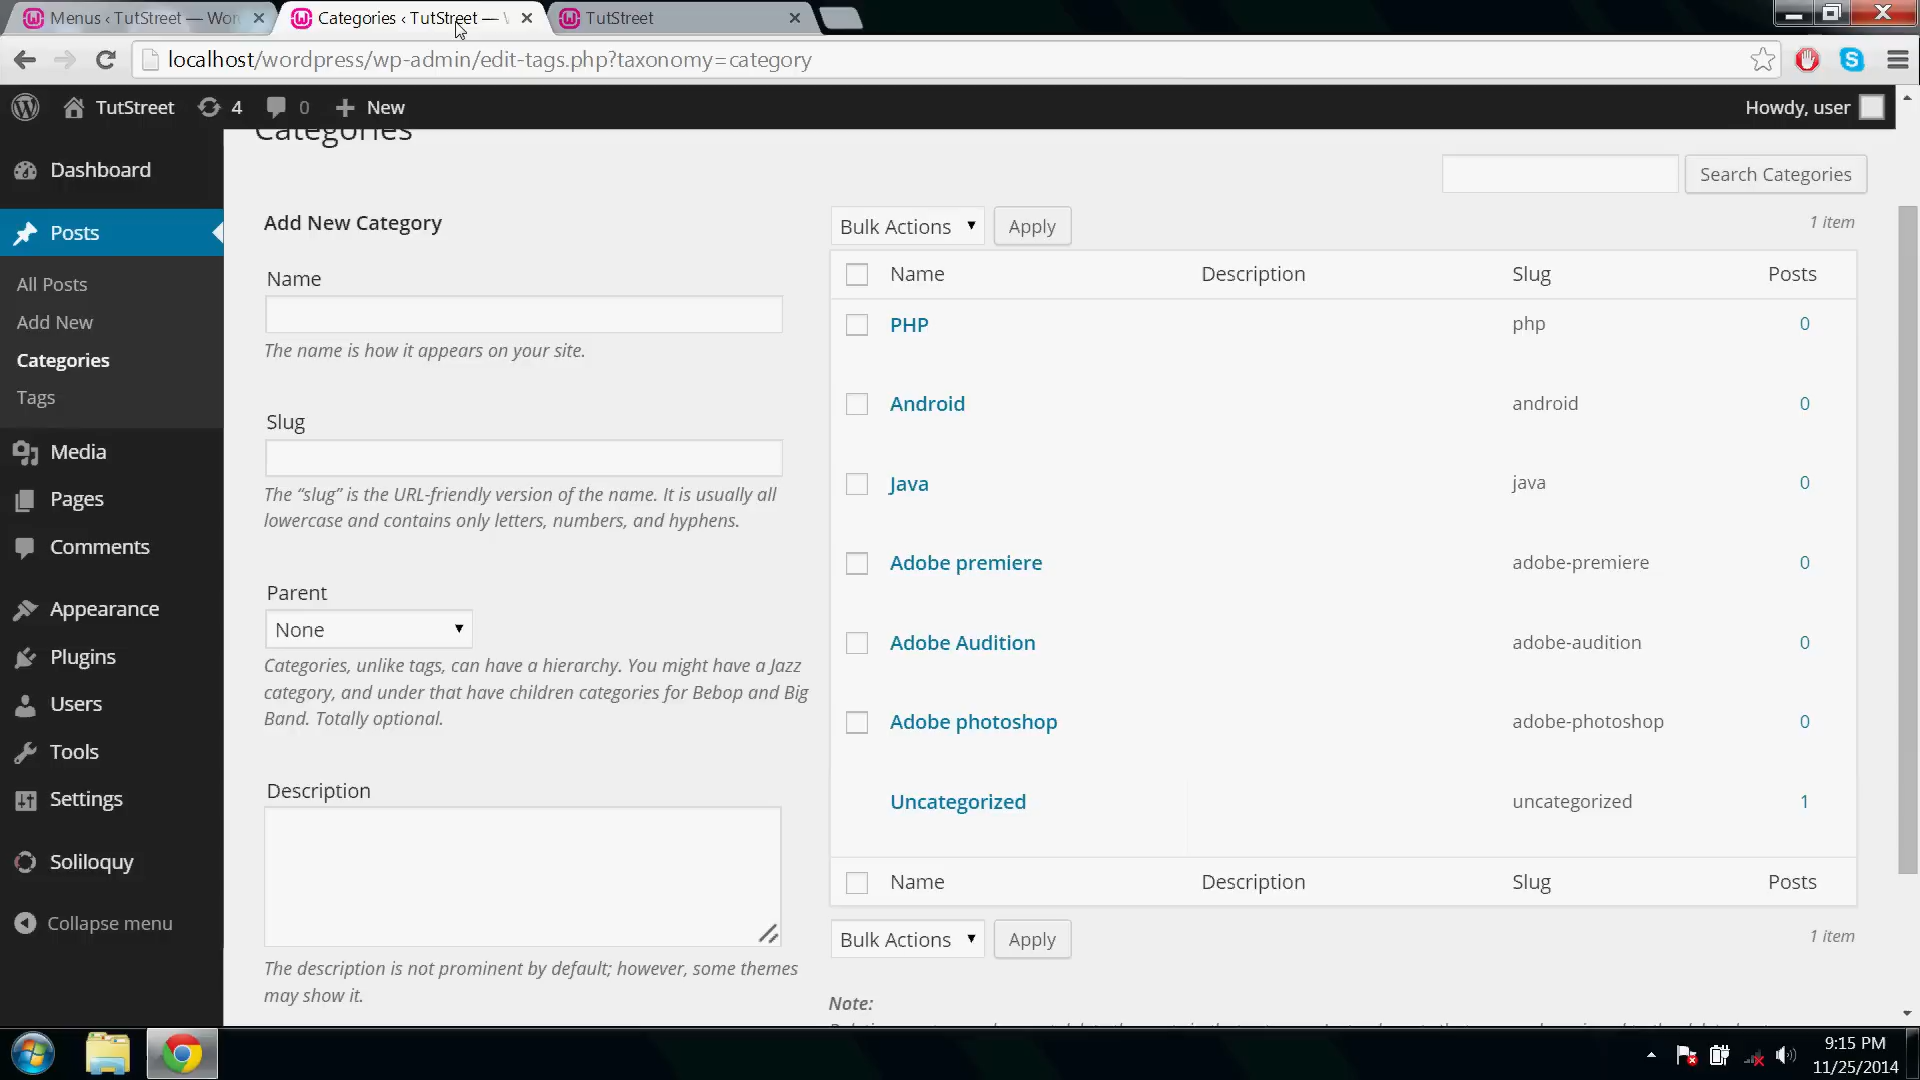 Menus ‹ TutStreet — Wor
Categories ‹ TutStreet —
TutStreet
localhost/wordpress/wp-admin/edit-tags.php?taxonomy=category
TutStreet 4 0 New
Howdy, user
Categories
Dashboard
Posts
All Posts
Add New
Categories
Tags
Media
Pages
Comments
Appearance
Plugins
Users
Tools
Settings
Soliloquy
Collapse menu
Search Categories
Add New Category
Name
The name is how it appears on your site.
Slug
The “slug” is the URL-friendly version of the name. It is usually all
lowercase and contains only letters, numbers, and hyphens.
Parent
None
Categories, unlike tags, can have a hierarchy. You might have a Jazz
category, and under that have children categories for Bebop and Big
Band. Totally optional.
Description
The description is not prominent by default; however, some themes
may show it.
Bulk Actions Apply 1 item
Name Description Slug Posts
PHP php 0
Android android 0
Java java 0
Adobe premiere adobe-premiere 0
Adobe Audition adobe-audition 0
Adobe photoshop adobe-photoshop 0
Uncategorized uncategorized 1
Name Description Slug Posts
Bulk Actions Apply 1 item
Note:
9:15 PM
11/25/2014